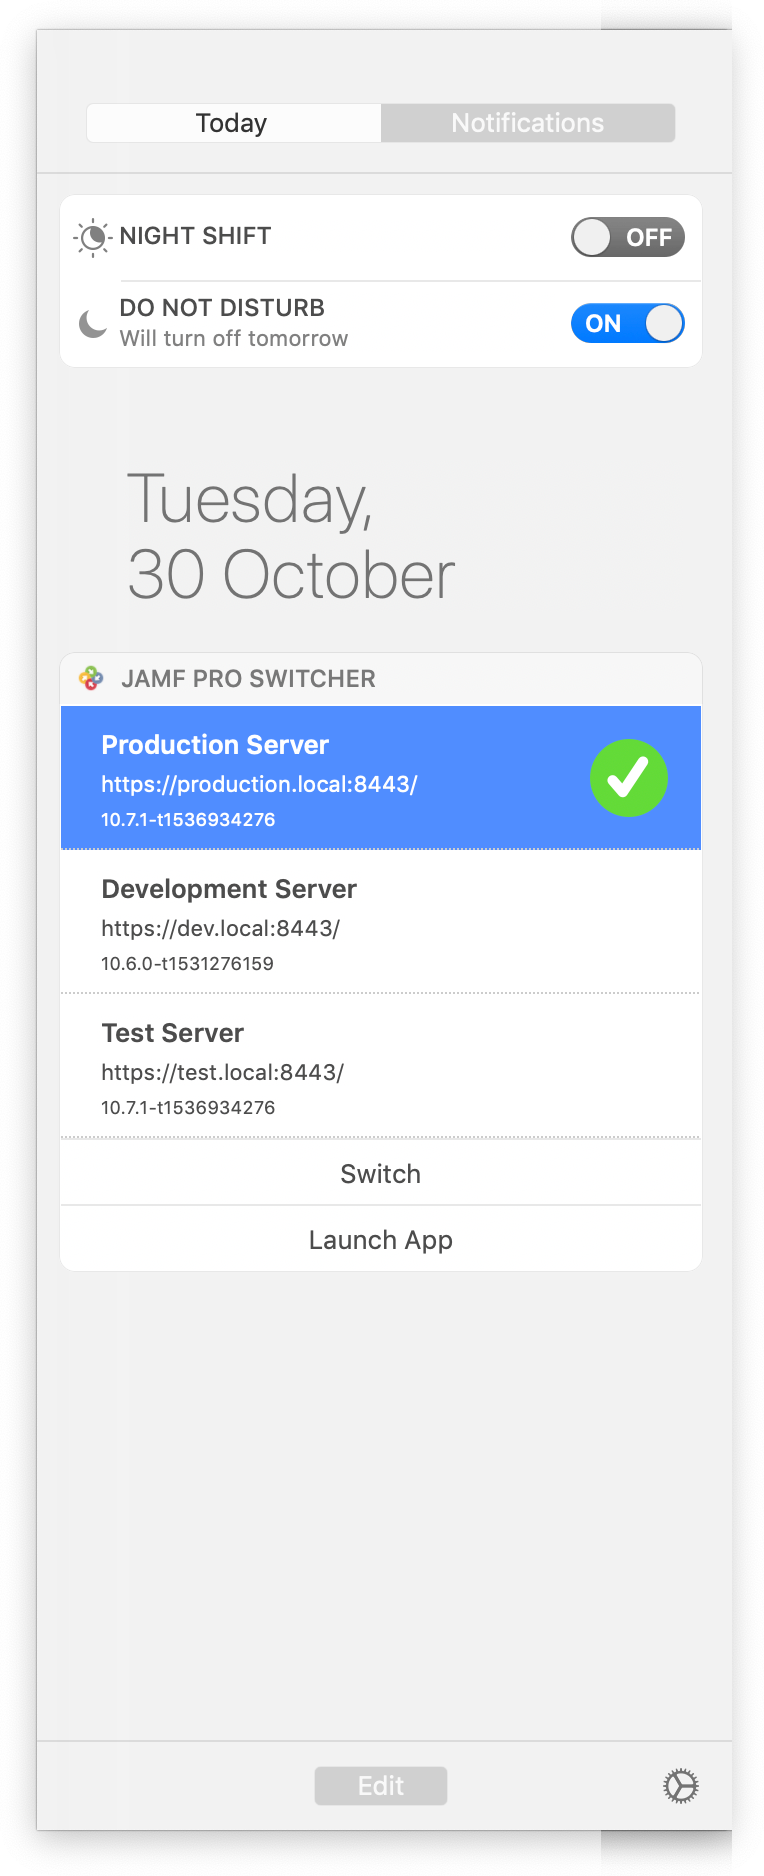 Today
Notifications
NIGHT SHIFT
OFF
DO NOT DISTURB
Will turn off tomorrow
ON
Tuesday,
30 October
JAMF PRO SWITCHER
Production Server
https://production.local:8443/
10.7.1-t1536934276
Development Server
https://dev.local:8443/
10.6.0-t1531276159
Test Server
https://test.local:8443/
10.7.1-t1536934276
Switch
Launch App
Edit